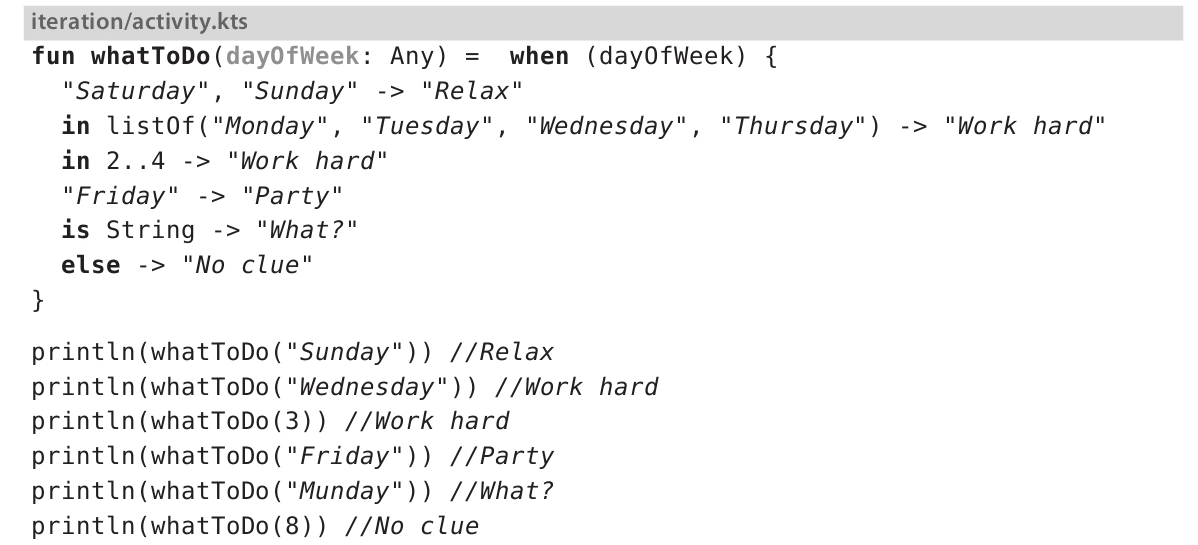 iteration/activity.kts
fun whatToDo(dayOfWeek: Any) =  when (dayOfWeek) {
  "Saturday", "Sunday" -> "Relax"
  in listOf("Monday", "Tuesday", "Wednesday", "Thursday") -> "Work hard"
  in 2..4 -> "Work hard"
  "Friday" -> "Party"
  is String -> "What?"
  else -> "No clue"
}
println(whatToDo("Sunday")) //Relax
println(whatToDo("Wednesday")) //Work hard
println(whatToDo(3)) //Work hard
println(whatToDo("Friday")) //Party
println(whatToDo("Munday")) //What?
println(whatToDo(8)) //No clue